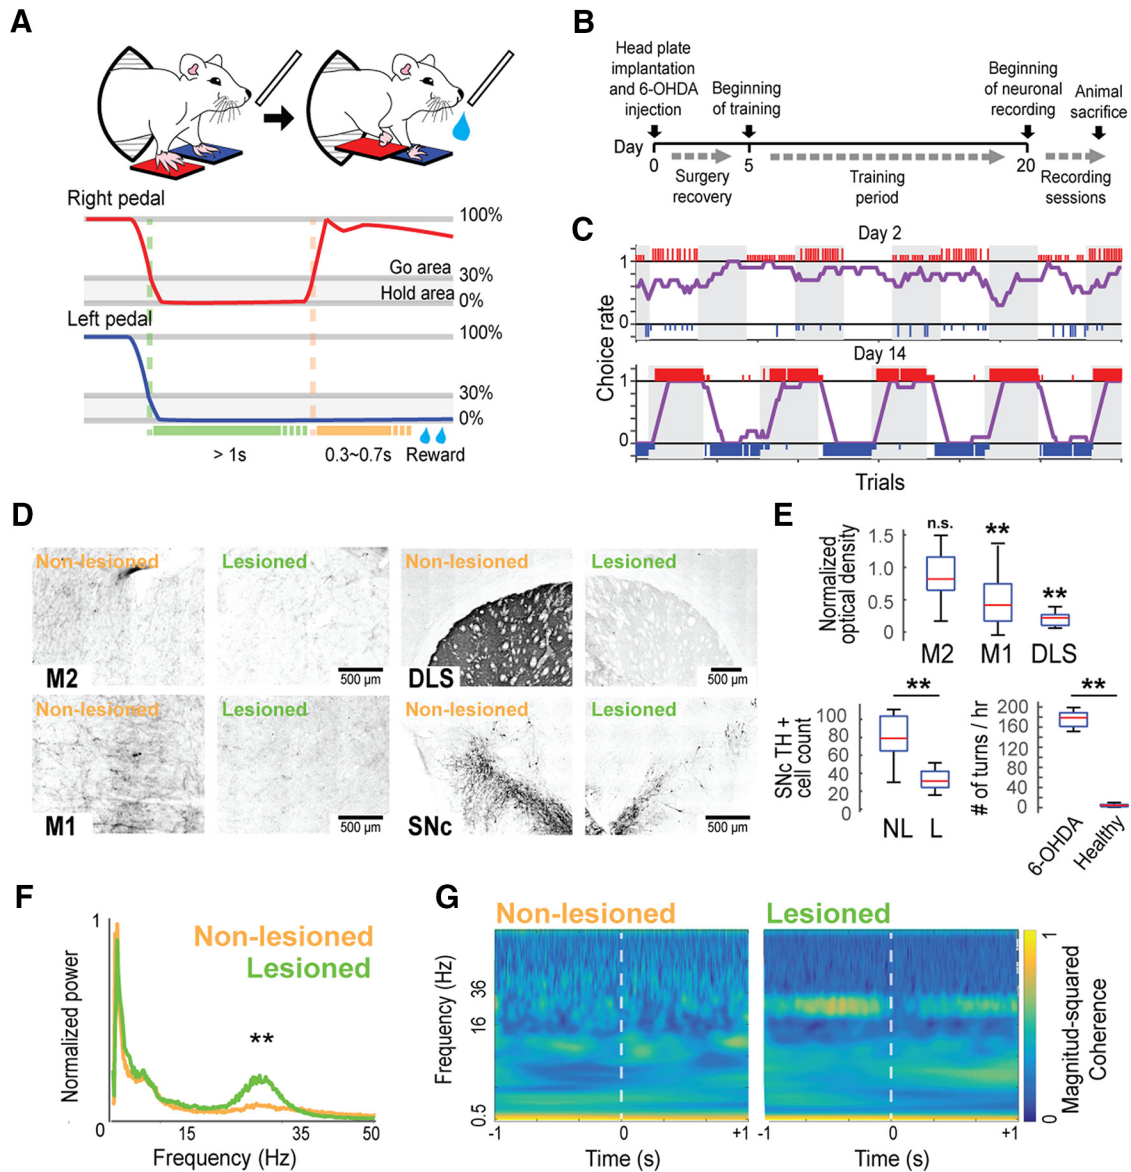 A
Right pedal
100%
Go area
30%
Hold area
0%
Left pedal
100%
30%
0%
> 1s
0.3~0.7s
Reward
B
Head plate
implantation
and 6-OHDA
injection
Beginning
of training
Beginning
of neuronal
recording
Animal
sacrifice
Day
0
5
20
Surgery
recovery
Training
period
Recording
sessions
C
Day 2
1
0
Day 14
1
0
Choice rate
Trials
D
Non-lesioned
Lesioned
M2
500 µm
Non-lesioned
Lesioned
DLS
500 µm
Non-lesioned
Lesioned
M1
500 µm
Non-lesioned
Lesioned
SNc
500 µm
E
Normalized
optical density
1.5
1.0
0.5
0
n.s.
**
**
M2
M1
DLS
SNc TH +
cell count
100
80
60
40
20
0
**
NL
L
# of turns / hr
200
160
120
80
40
0
**
6-OHDA
Healthy
F
Normalized power
1
Non-lesioned
Lesioned
**
0
15
35
50
Frequency (Hz)
G
Non-lesioned
Lesioned
Frequency (Hz)
36
16
0.5
-1
0
+1
Time (s)
-1
0
+1
Time (s)
1
0
Magnitud-squared
Coherence